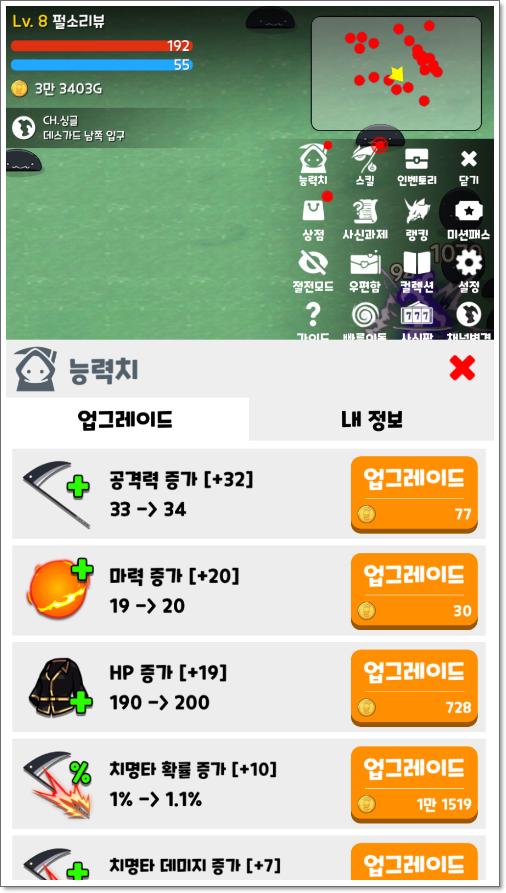 Lv. 8 펄소리뷰
192
55
3만 3403G
CH.싱글
데스가드 남쪽 입구
능력치 스킬 인벤토리 닫기
상점 사신과제 랭킹 미션패스
절전모드 우편함 컬렉션 설정
가이드 빠른이동 사신판 채널변경
능력치
업그레이드 내 정보
공격력 증가 [+32]
33 -> 34
업그레이드
77
마력 증가 [+20]
19 -> 20
업그레이드
30
HP 증가 [+19]
190 -> 200
업그레이드
728
치명타 확률 증가 [+10]
1% -> 1.1%
업그레이드
1만 1519
치명타 데미지 증가 [+7]
업그레이드